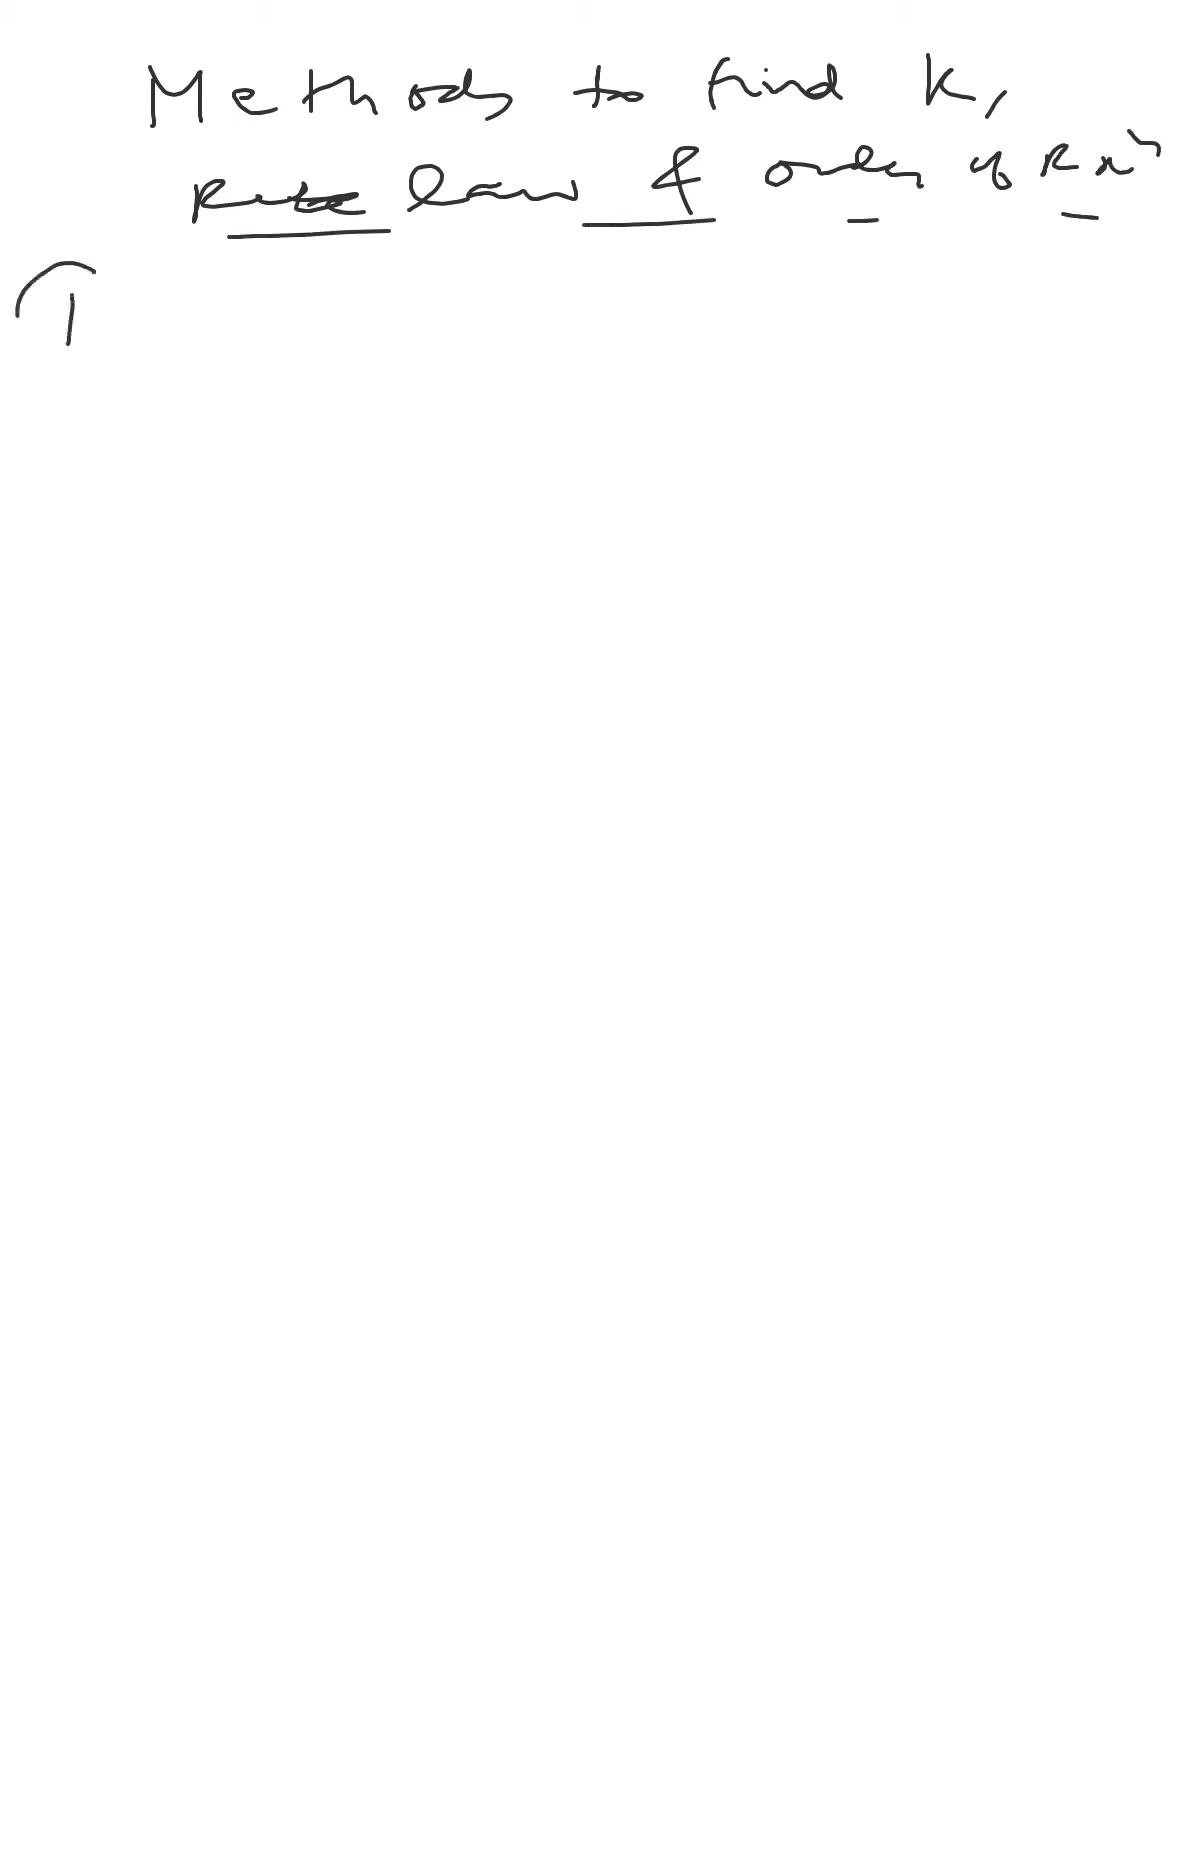 Methods to find K,
Rate law & order of Rxn
1